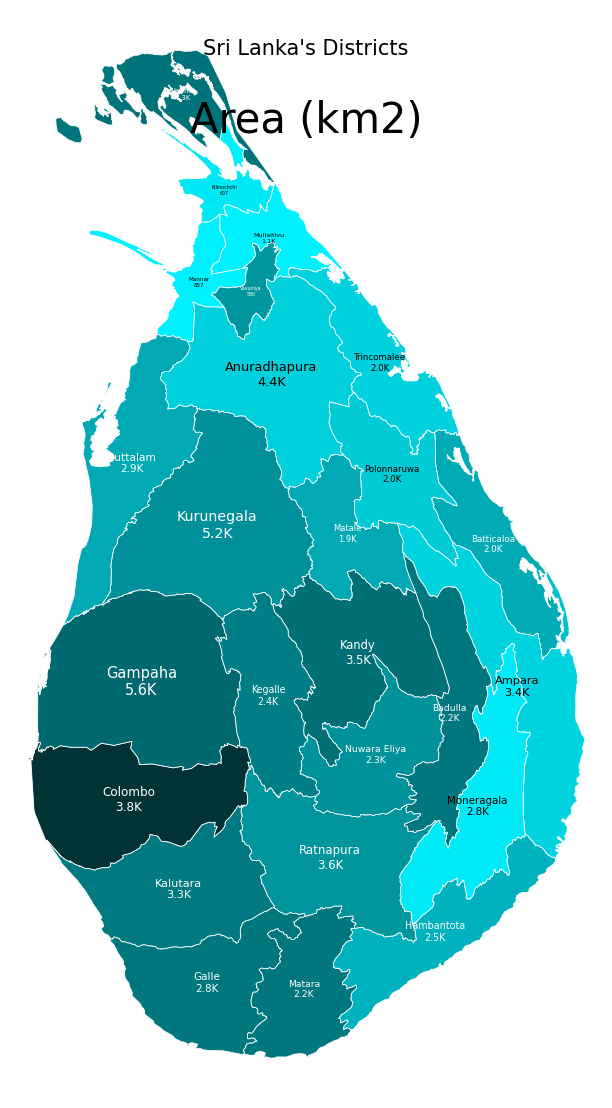 Sri Lanka's Districts
Area (km2)
Kilinochchi
607
Mullaitivu
1.1K
Mannar
857
Vavuniya
580
Anuradhapura
4.4K
Trincomalee
2.0K
Puttalam
2.9K
Polonnaruwa
2.0K
Kurunegala
5.2K
Matale
1.9K
Batticaloa
2.0K
Kandy
3.5K
Gampaha
5.6K
Kegalle
2.4K
Ampara
3.4K
Badulla
2.2K
Nuwara Eliya
2.3K
Colombo
3.8K
Moneragala
2.8K
Ratnapura
3.6K
Kalutara
3.3K
Hambantota
2.5K
Galle
2.8K
Matara
2.2K